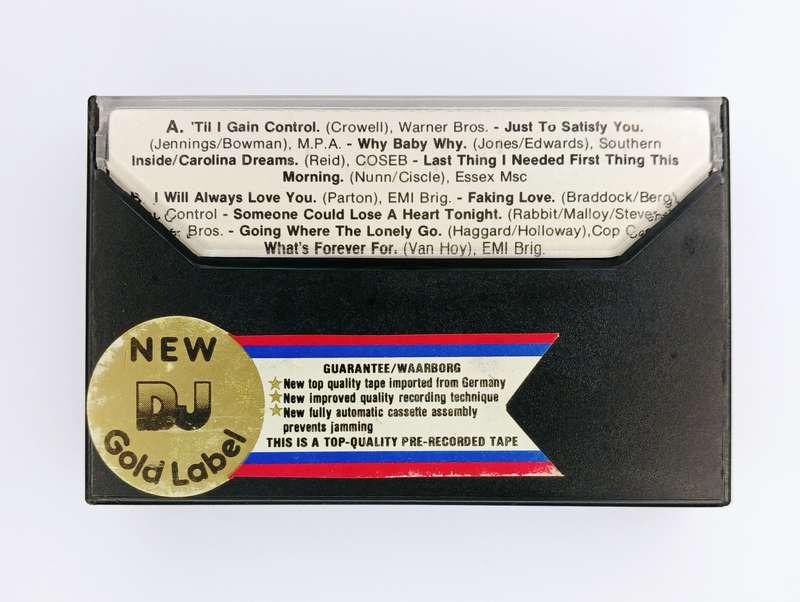 A. 'Til I Gain Control. (Crowell), Warner Bros. - Just To Satisfy You.
(Jennings/Bowman), M.P.A. - Why Baby Why. (Jones/Edwards), Southern
Inside/Carolina Dreams. (Reid), COSEB - Last Thing I Needed First Thing This
Morning. (Nunn/Ciscle), Essex Msc
I Will Always Love You. (Parton), EMI Brig. - Faking Love. (Braddock/Berg)
Control - Someone Could Lose A Heart Tonight. (Rabbit/Malloy/Steve
Bros. - Going Where The Lonely Go. (Haggard/Holloway), Cop
What's Forever For. (Van Hoy), EMI Brig.
NEW
DJ
Gold Label
GUARANTEE/WAARBORG
New top quality tape imported from Germany
New improved quality recording technique
New fully automatic cassette assembly
prevents jamming
THIS IS A TOP-QUALITY PRE-RECORDED TAPE